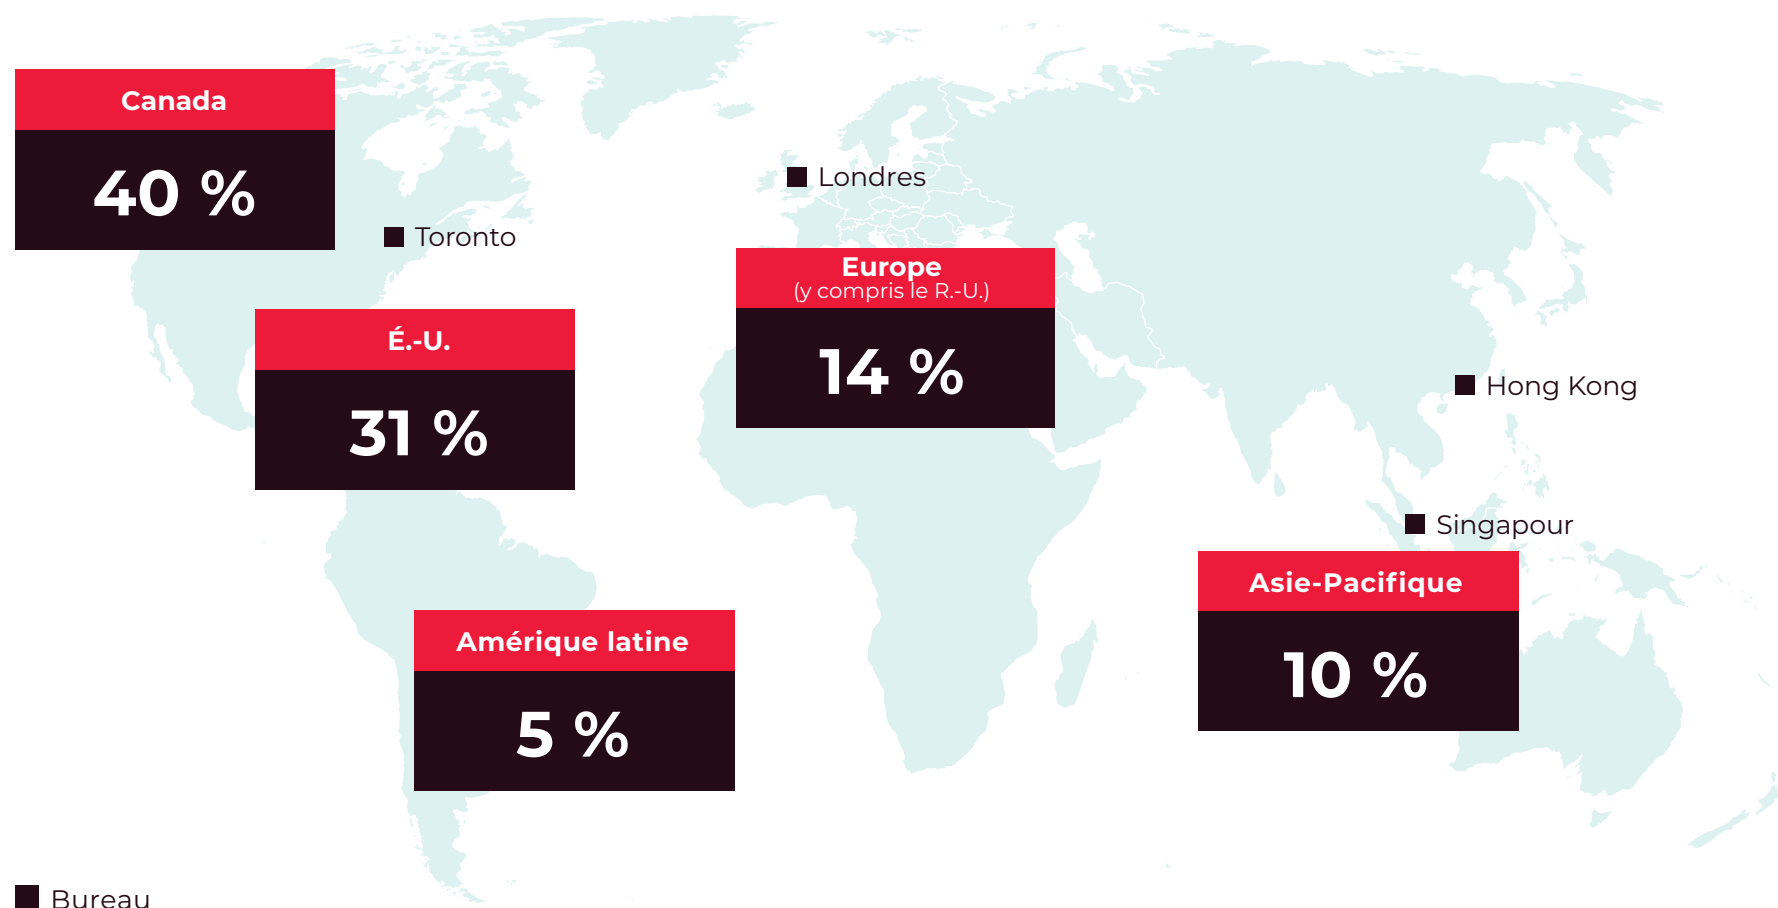 Canada
40 %
Londres
Toronto
Europe
(y compris le R.-U.)
14 %
É.-U.
31 %
Hong Kong
Singapour
Asie-Pacifique
10 %
Amérique latine
5 %
Bureau